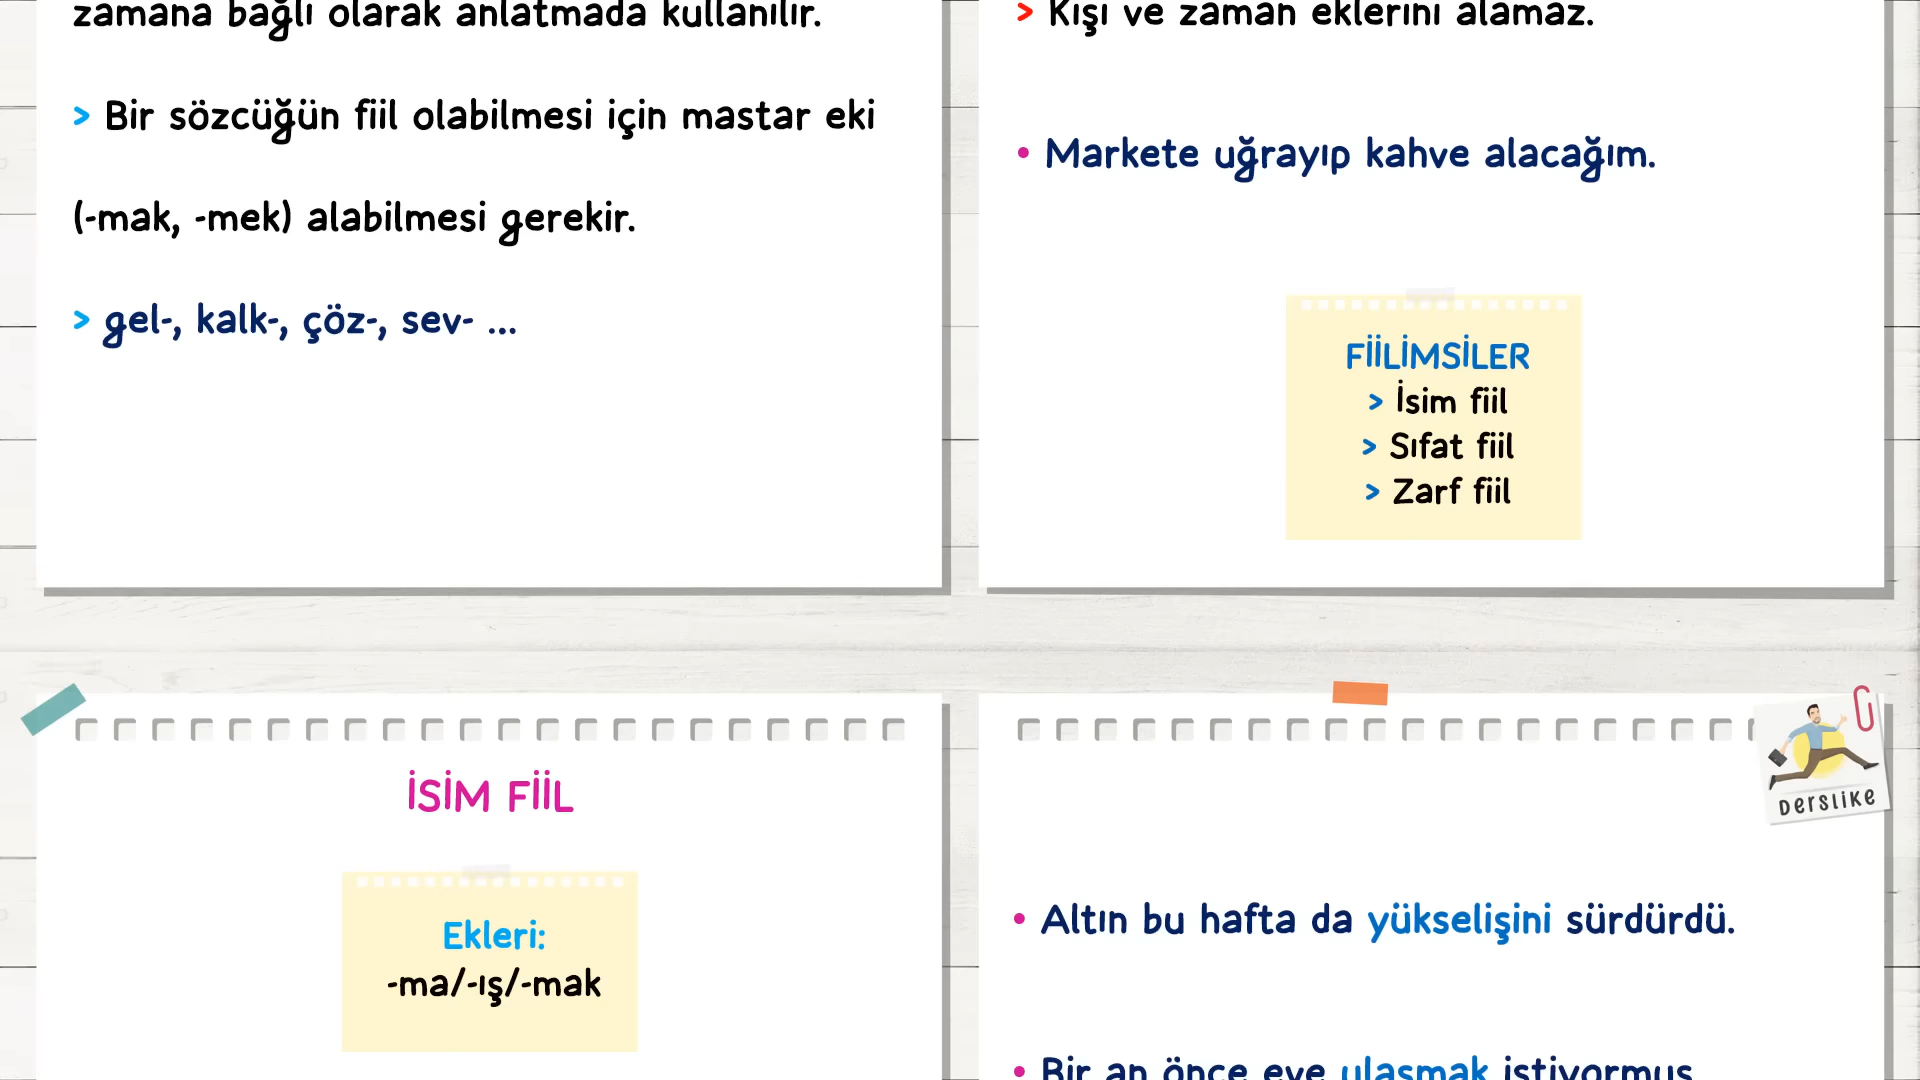 zamana bağlı olarak anlatmada kullanılır.
> Bir sözcüğün fiil olabilmesi için mastar eki
(-mak, -mek) alabilmesi gerekir.
> gel-, kalk-, çöz-, sev- ...
> Kişi ve zaman eklerini alamaz.
• Markete uğrayıp kahve alacağım.
FİİLİMSİLER
> İsim fiil
> Sıfat fiil
> Zarf fiil
İSİM FİİL
Ekleri:
-ma/-ış/-mak
DERSLİKE
• Altın bu hafta da yükselişini sürdürdü.
• Bir an önce eve ulaşmak istiyormuş